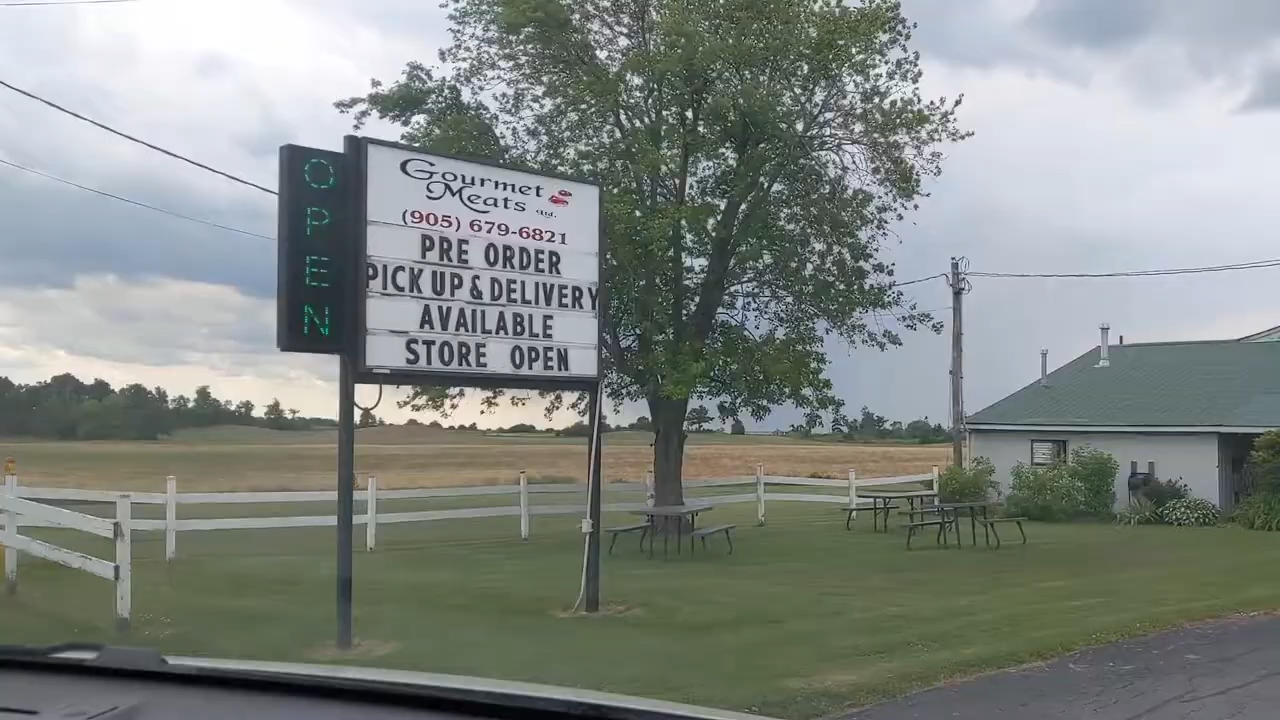 OPEN
Gourmet
Meats Ltd.
(905) 679-6821
PRE ORDER
PICK UP & DELIVERY
AVAILABLE
STORE OPEN